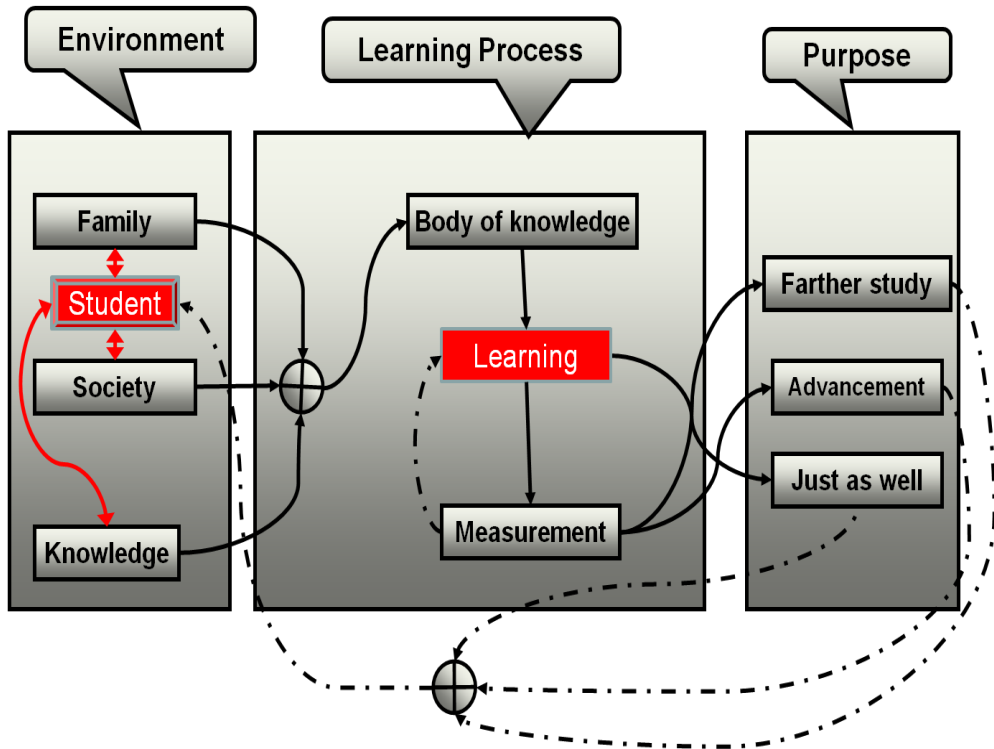 Environment
Learning Process
Purpose
Family
Student
Society
Knowledge
Body of knowledge
Learning
Measurement
Farther study
Advancement
Just as well